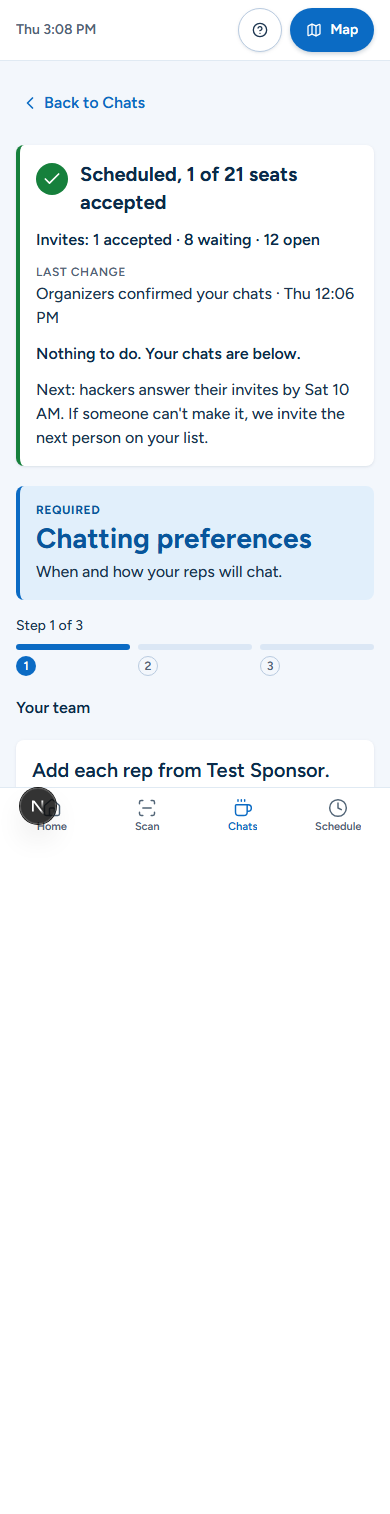 Thu 3:08 PM
Map
Back to Chats
Scheduled, 1 of 21 seats
accepted
Invites: 1 accepted · 8 waiting · 12 open
LAST CHANGE
Organizers confirmed your chats · Thu 12:06
PM
Nothing to do. Your chats are below.
Next: hackers answer their invites by Sat 10
AM. If someone can't make it, we invite the
next person on your list.
REQUIRED
Chatting preferences
When and how your reps will chat.
Step 1 of 3
1 2 3
Your team
Add each rep from Test Sponsor.
N
Home Scan Chats Schedule